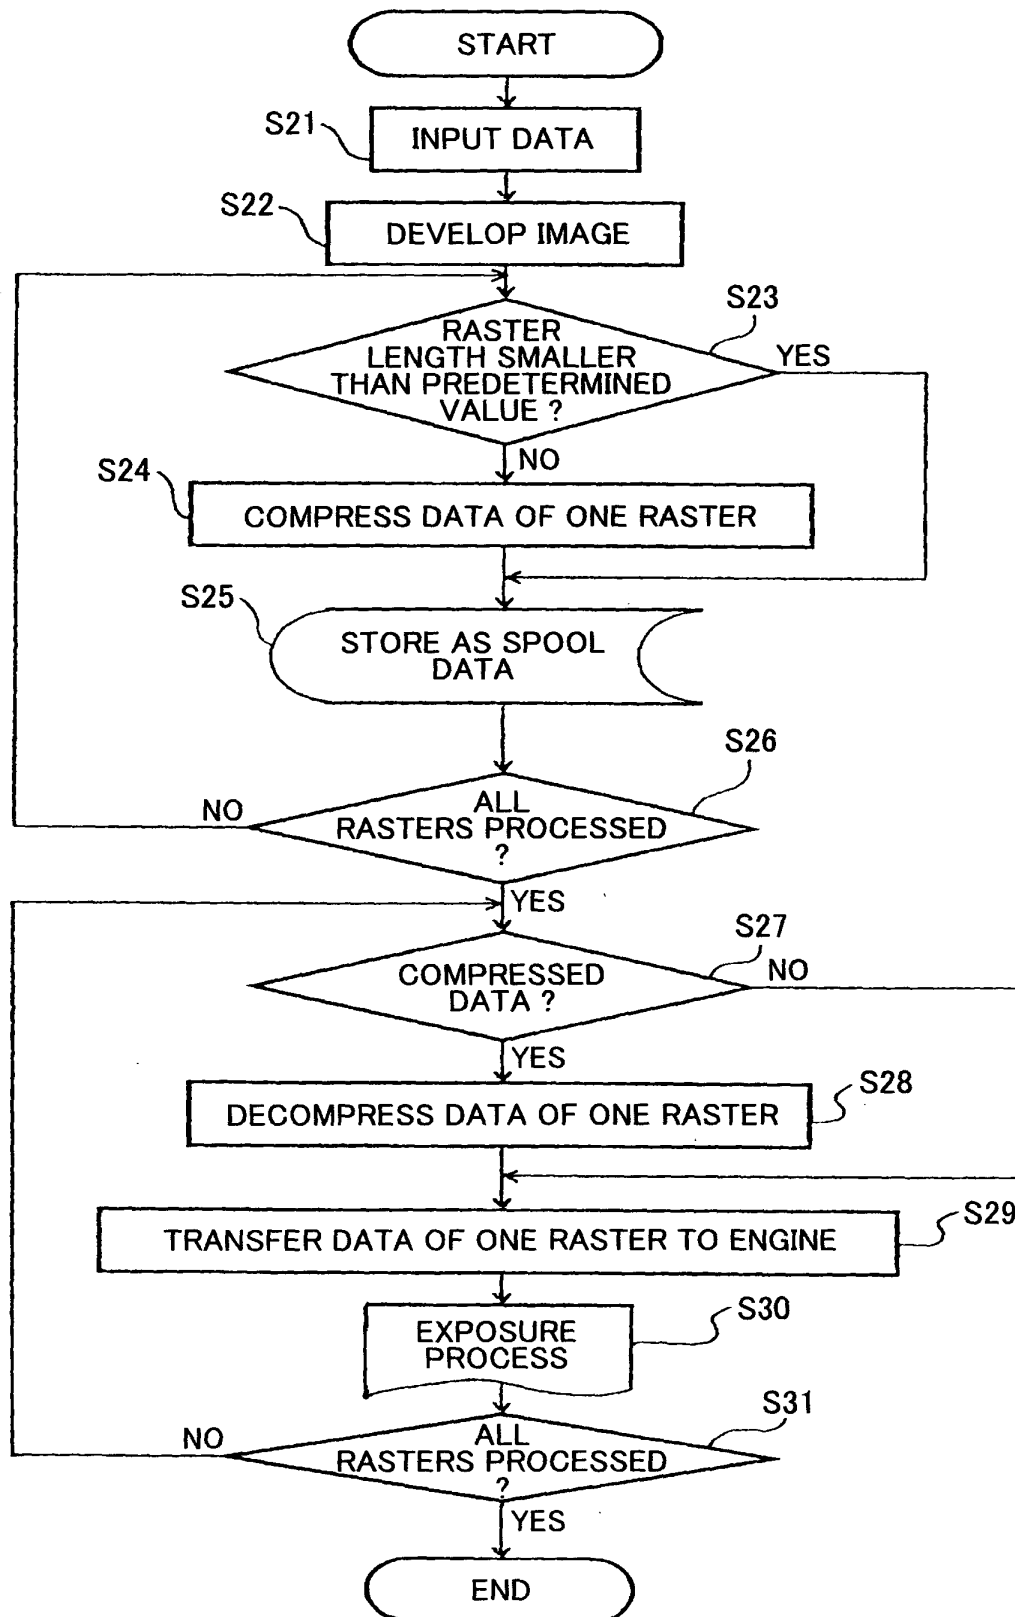 START
S21
INPUT DATA
S22
DEVELOP IMAGE
S23
RASTER
LENGTH SMALLER
THAN PREDETERMINED
VALUE ?
YES
NO
S24
COMPRESS DATA OF ONE RASTER
S25
STORE AS SPOOL
DATA
S26
ALL
RASTERS PROCESSED
?
NO
YES
S27
COMPRESSED
DATA ?
NO
YES
S28
DECOMPRESS DATA OF ONE RASTER
S29
TRANSFER DATA OF ONE RASTER TO ENGINE
S30
EXPOSURE
PROCESS
S31
ALL
RASTERS PROCESSED
?
NO
YES
END